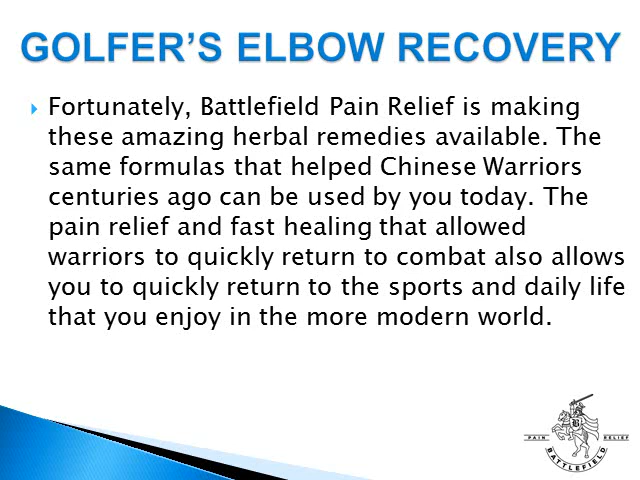 GOLFER'S ELBOW RECOVERY
Fortunately, Battlefield Pain Relief is making
these amazing herbal remedies available. The
same formulas that helped Chinese Warriors
centuries ago can be used by you today. The
pain relief and fast healing that allowed
warriors to quickly return to combat also allows
you to quickly return to the sports and daily life
that you enjoy in the more modern world.
B
PAIN RELIEF
BATTLEFIELD